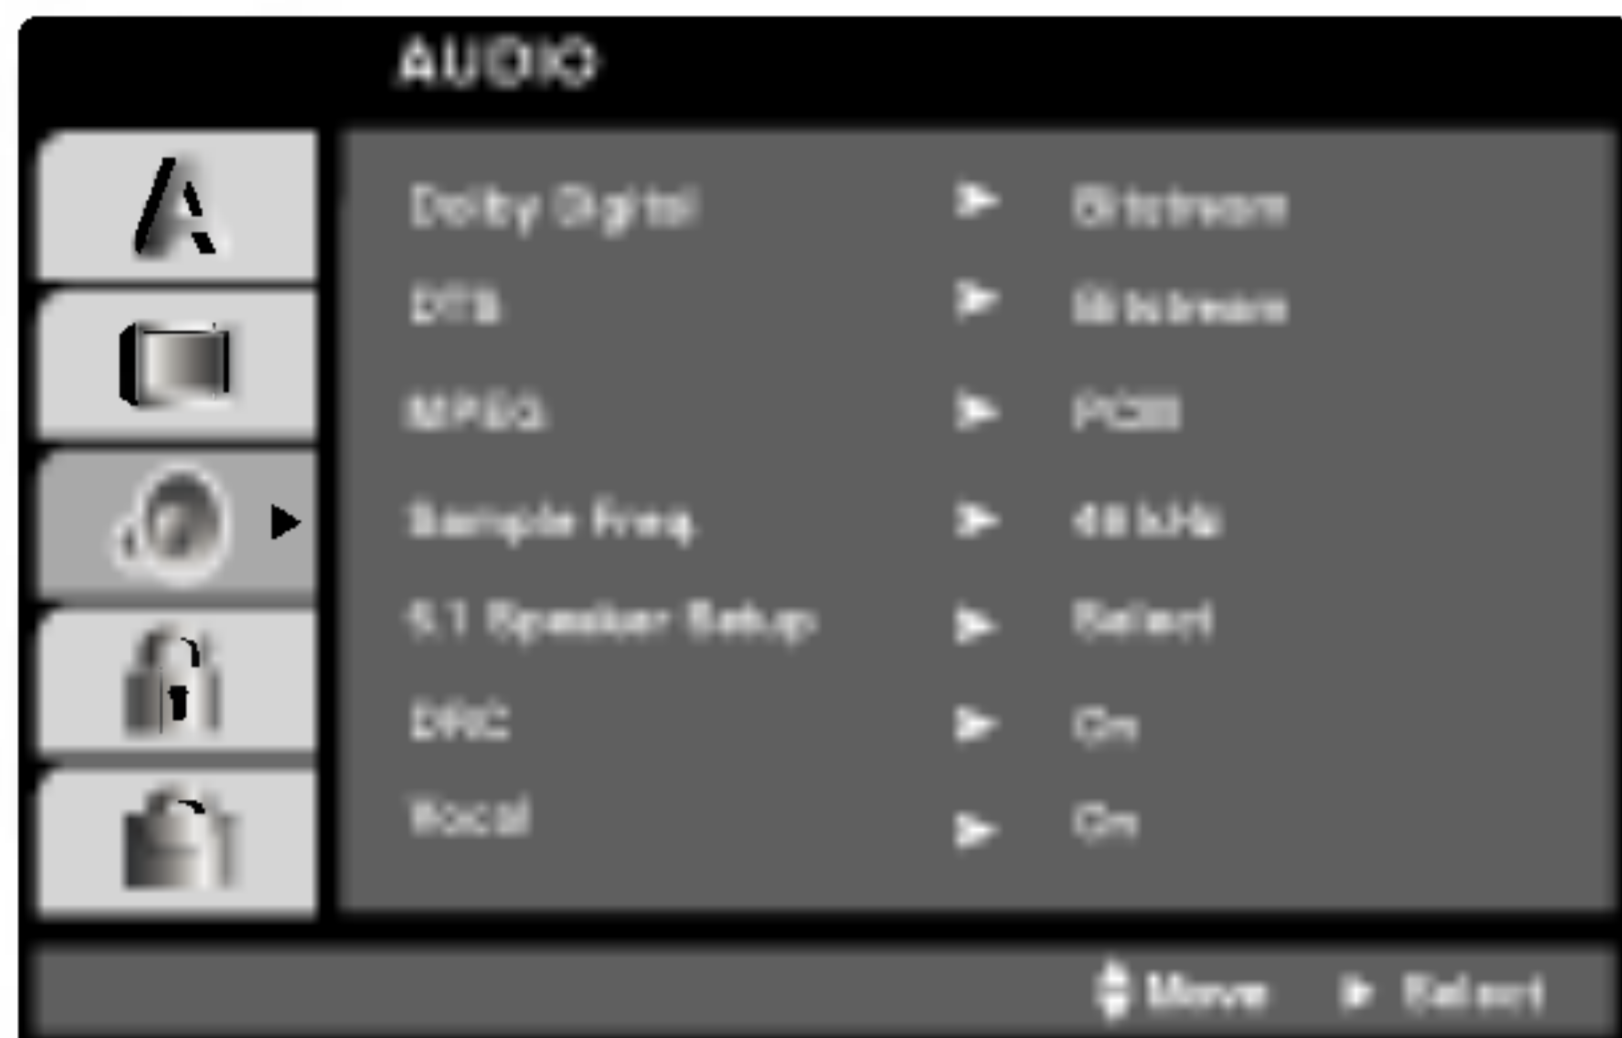 AUDIO
A
Dolby Digital Bitstream
DTS Bitstream
MPEG PCM
Sample Freq. 48 kHz
5.1 Speaker Setup Select
DRC On
Vocal On
Move Select